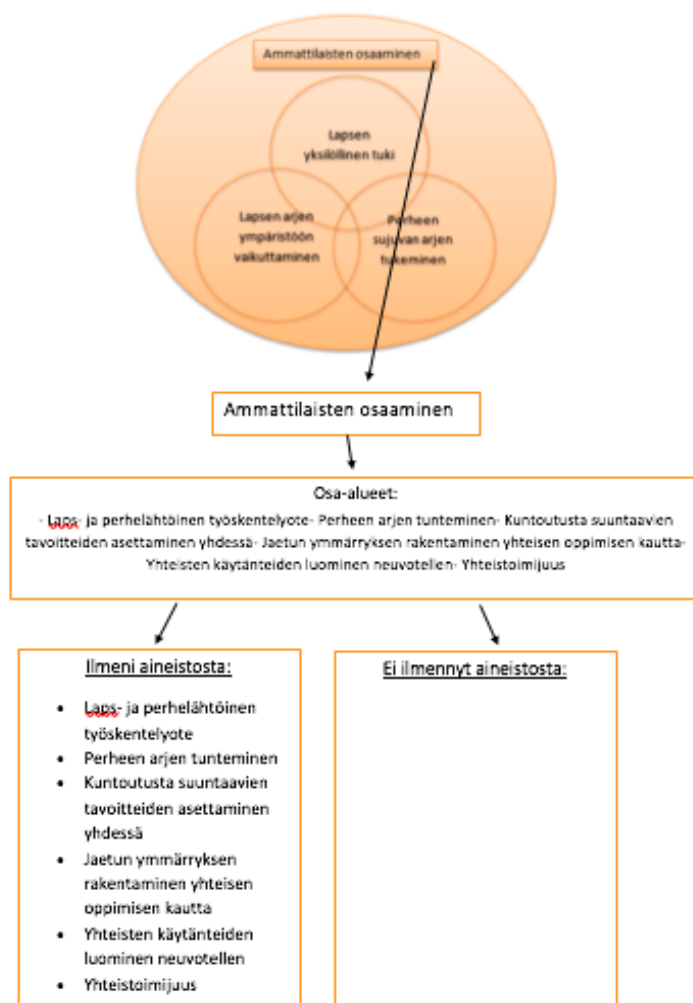 Ammattilaisten osaaminen
Lapsen
yksilöllinen tuki
Lapsen arjen
ympäristöön
vaikuttaminen
Perheen
sujuvan arjen
tukeminen
Ammattilaisten osaaminen
Osa-alueet:
- Laps- ja perhelähtöinen työskentelyote- Perheen arjen tunteminen- Kuntoutusta suuntaavien
tavoitteiden asettaminen yhdessä- Jaetun ymmärryksen rakentaminen yhteisen oppimisen kautta-
Yhteisten käytänteiden luominen neuvotellen- Yhteistoimijuus
Ilmeni aineistosta:
• Laps- ja perhelähtöinen
työskentelyote
• Perheen arjen tunteminen
• Kuntoutusta suuntaavien
tavoitteiden asettaminen
yhdessä
• Jaetun ymmärryksen
rakentaminen yhteisen
oppimisen kautta
• Yhteisten käytänteiden
luominen neuvotellen
• Yhteistoimijuus
Ei ilmennyt aineistosta: